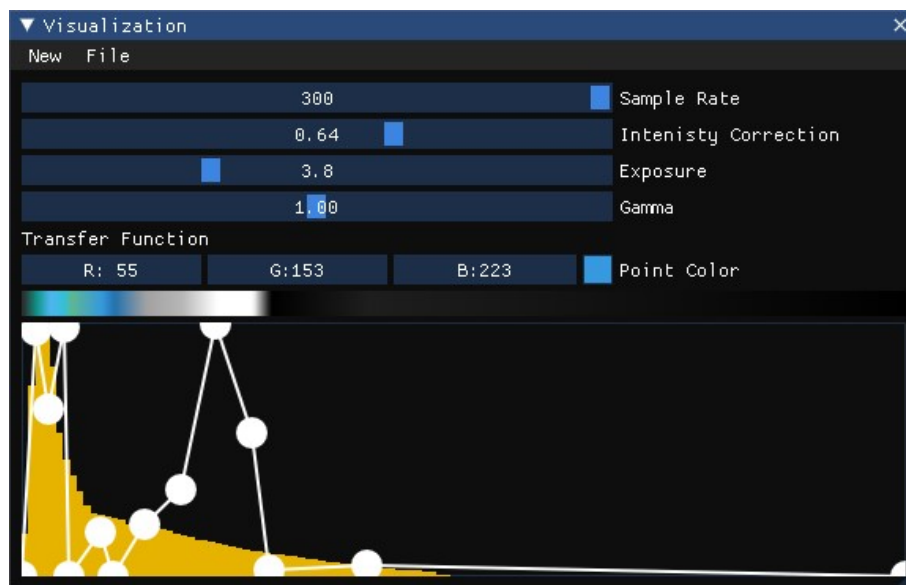 Visualization
New File
300 Sample Rate
0.64 Intenisty Correction
3.8 Exposure
1.00 Gamma
Transfer Function
R: 55 G:153 B:223 Point Color